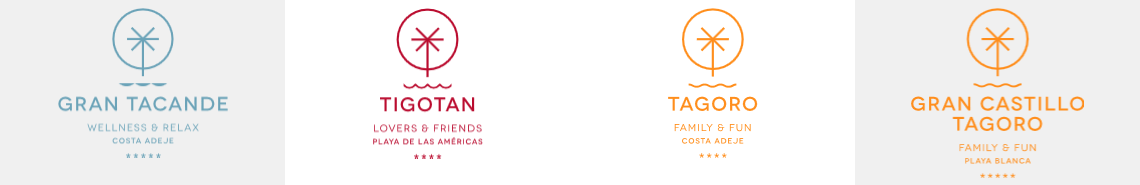 GRAN TACANDE
WELLNESS & RELAX
COSTA ADEJE
*****
TIGOTAN
LOVERS & FRIENDS
PLAYA DE LAS AMÉRICAS
****
TAGORO
FAMILY & FUN
COSTA ADEJE
****
GRAN CASTILLO
TAGORO
FAMILY & FUN
PLAYA BLANCA
*****